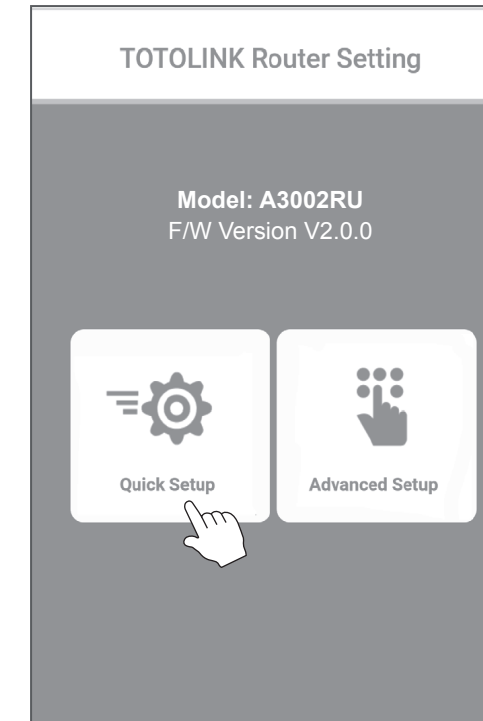 TOTOLINK Router Setting
Model: A3002RU
F/W Version V2.0.0
Quick Setup
Advanced Setup